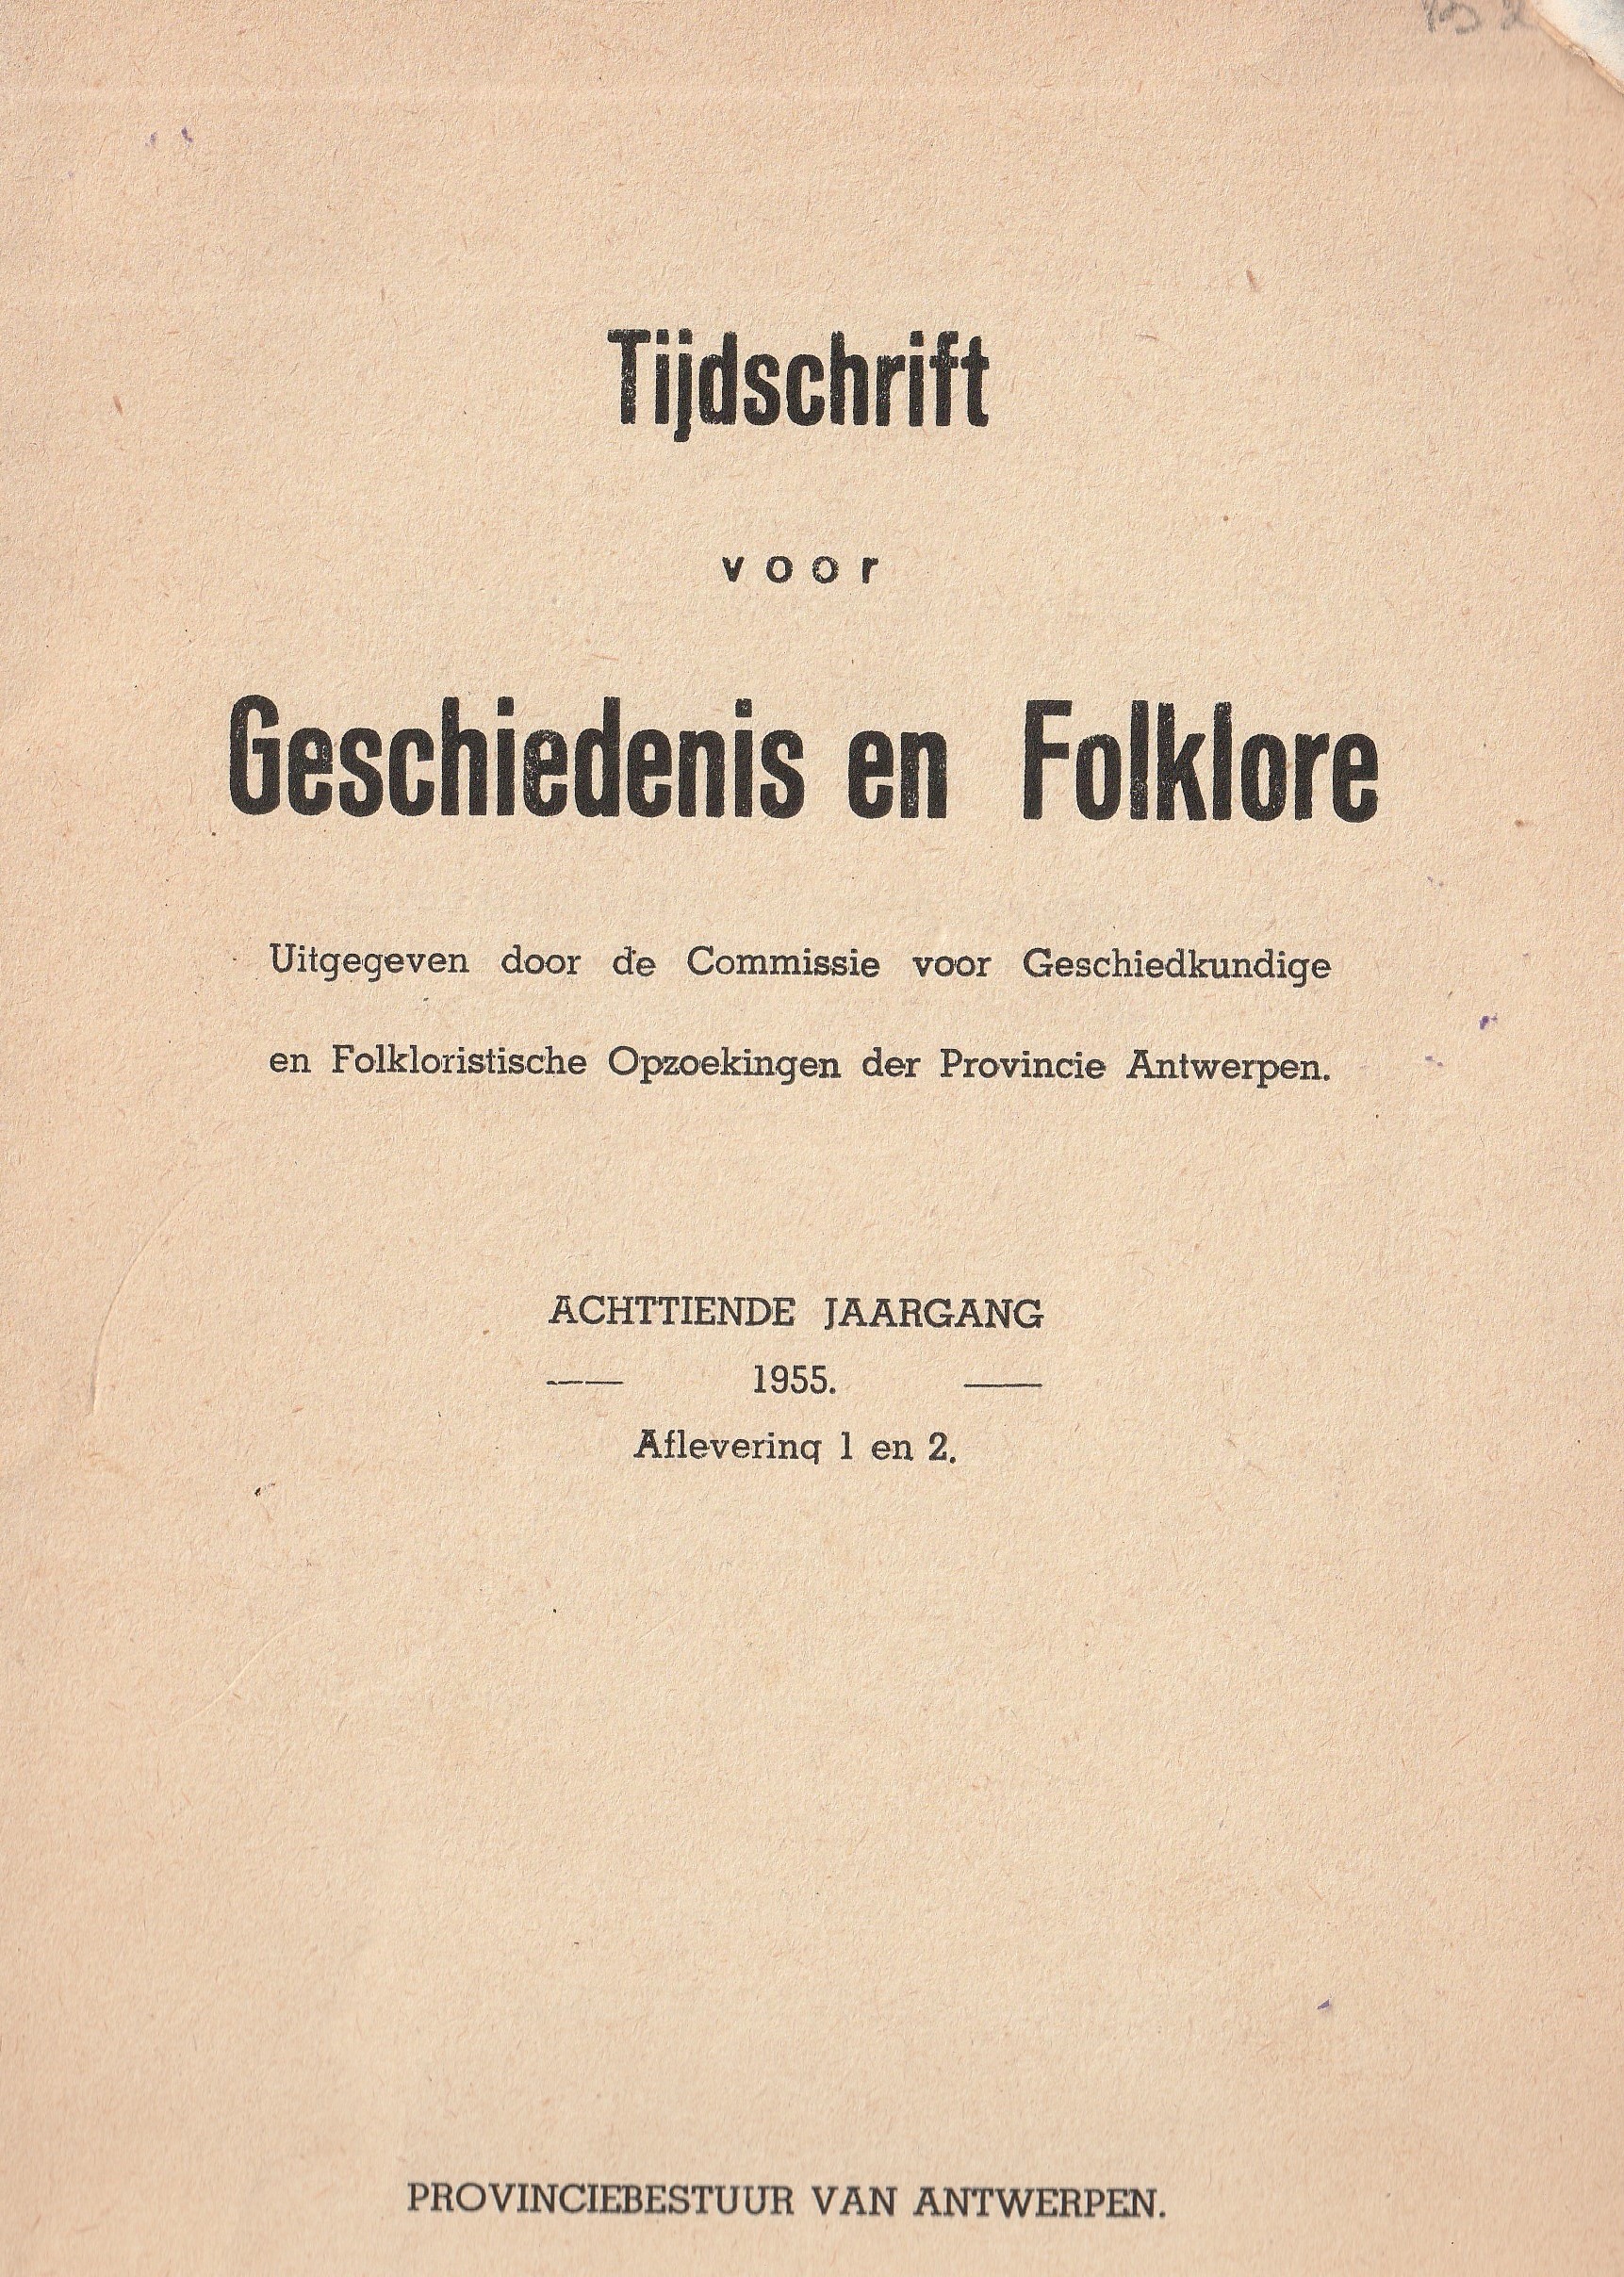 Tijdschrift
voor
Geschiedenis en Folklore
Uitgegeven door de Commissie voor Geschiedkundige
en Folkloristische Opzoekingen der Provincie Antwerpen.
ACHTTIENDE JAARGANG
1955.
Aflevering 1 en 2.
PROVINCIEBESTUUR VAN ANTWERPEN.